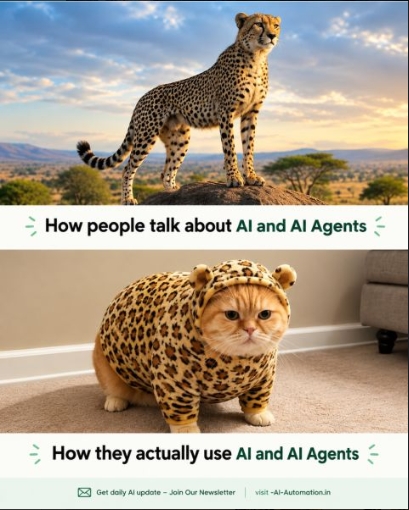 How people talk about AI and AI Agents
How they actually use AI and AI Agents
Get daily AI update – Join Our Newsletter
visit -AI-Automation.in